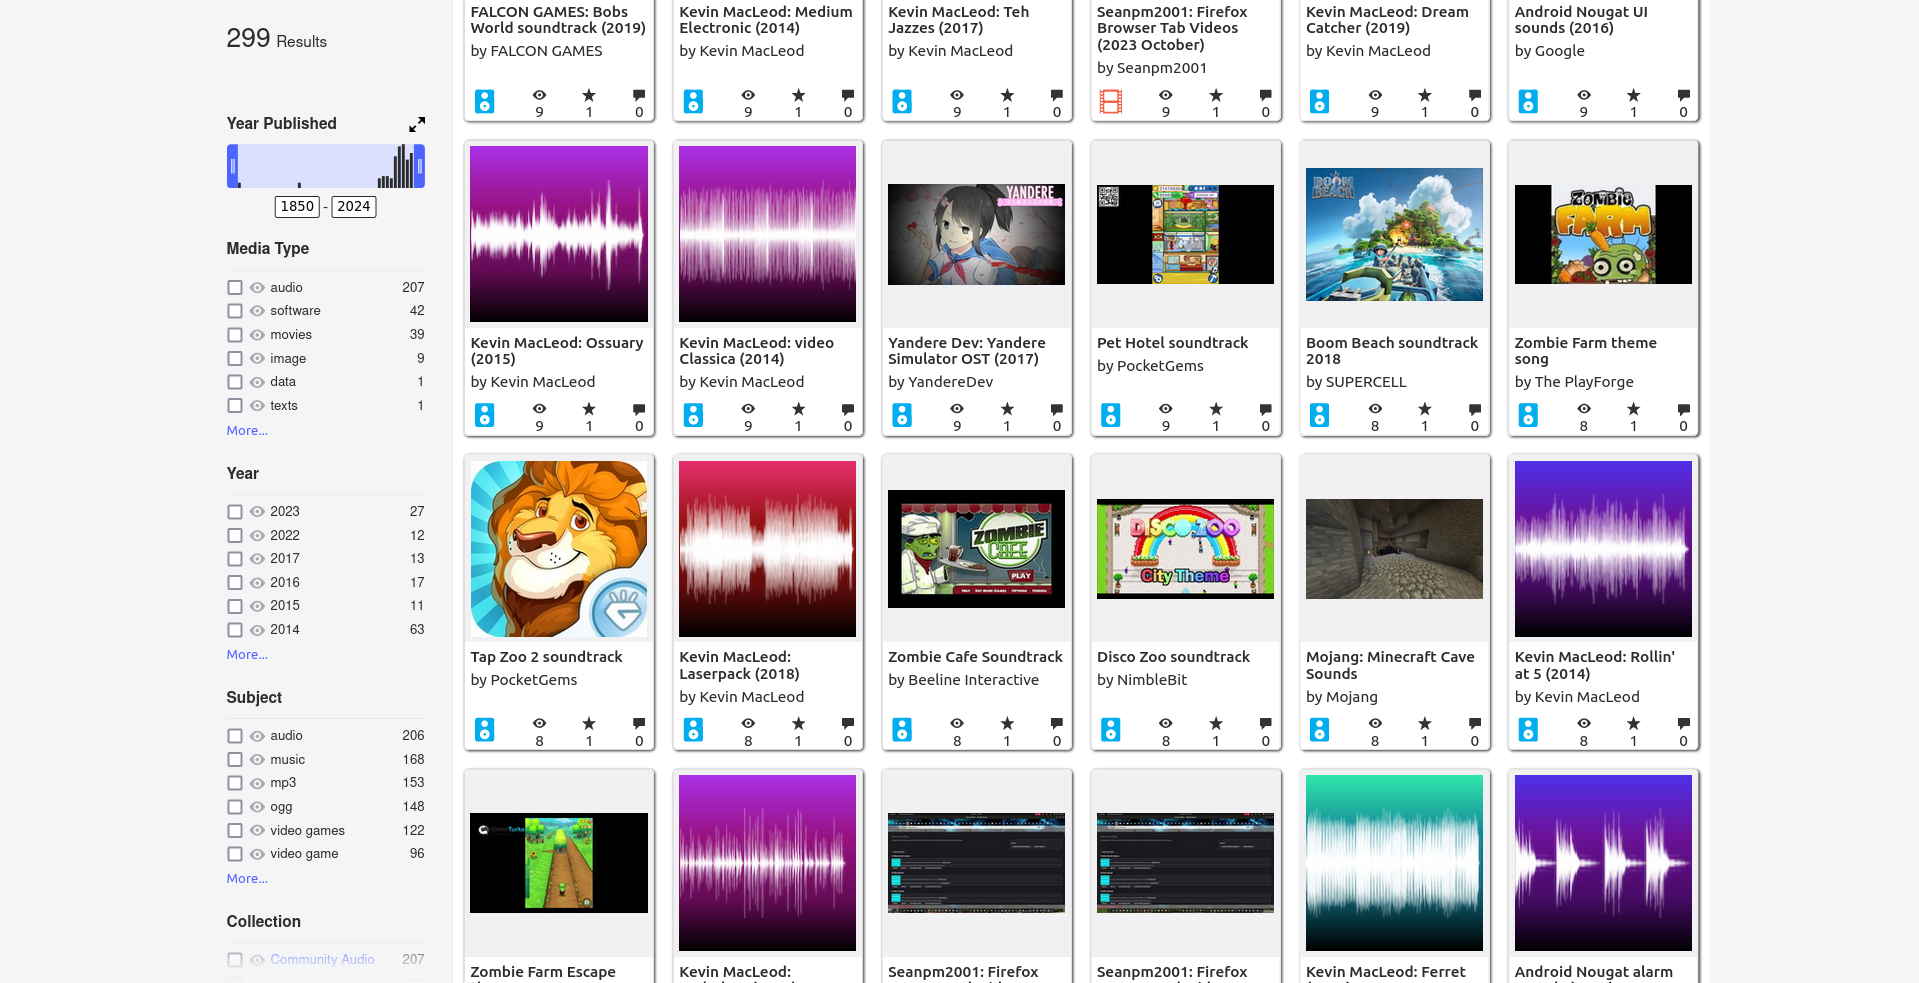 299 Results
Year Published
1850 - 2024
Media Type
audio 207
software 42
movies 39
image 9
data 1
texts 1
More...
Year
2023 27
2022 12
2017 13
2016 17
2015 11
2014 63
More...
Subject
audio 206
music 168
mp3 153
ogg 148
video games 122
video game 96
More...
Collection
Community Audio 207
FALCON GAMES: Bobs
World soundtrack (2019)
by FALCON GAMES
9 1 0
Kevin MacLeod: Medium
Electronic (2014)
by Kevin MacLeod
9 1 0
Kevin MacLeod: Teh
Jazzes (2017)
by Kevin MacLeod
9 1 0
Seanpm2001: Firefox
Browser Tab Videos
(2023 October)
by Seanpm2001
9 1 0
Kevin MacLeod: Dream
Catcher (2019)
by Kevin MacLeod
9 1 0
Android Nougat UI
sounds (2016)
by Google
9 1 0
Kevin MacLeod: Ossuary
(2015)
by Kevin MacLeod
9 1 0
Kevin MacLeod: video
Classica (2014)
by Kevin MacLeod
9 1 0
YANDERE
Yandere Dev: Yandere
Simulator OST (2017)
by YandereDev
9 1 0
Pet Hotel soundtrack
by PocketGems
9 1 0
BOOM
BEACH
Boom Beach soundtrack
2018
by SUPERCELL
8 1 0
ZOMBIE
FARM
Zombie Farm theme
song
by The PlayForge
8 1 0
Tap Zoo 2 soundtrack
by PocketGems
8 1 0
Kevin MacLeod:
Laserpack (2018)
by Kevin MacLeod
8 1 0
ZOMBIE
CAFE
PLAY
Zombie Cafe Soundtrack
by Beeline Interactive
8 1 0
DISCO ZOO
City Theme
Disco Zoo soundtrack
by NimbleBit
8 1 0
Mojang: Minecraft Cave
Sounds
by Mojang
8 1 0
Kevin MacLeod: Rollin'
at 5 (2014)
by Kevin MacLeod
8 1 0
Zombie Farm Escape
Kevin MacLeod:
Seanpm2001: Firefox
Seanpm2001: Firefox
Kevin MacLeod: Ferret
Android Nougat alarm